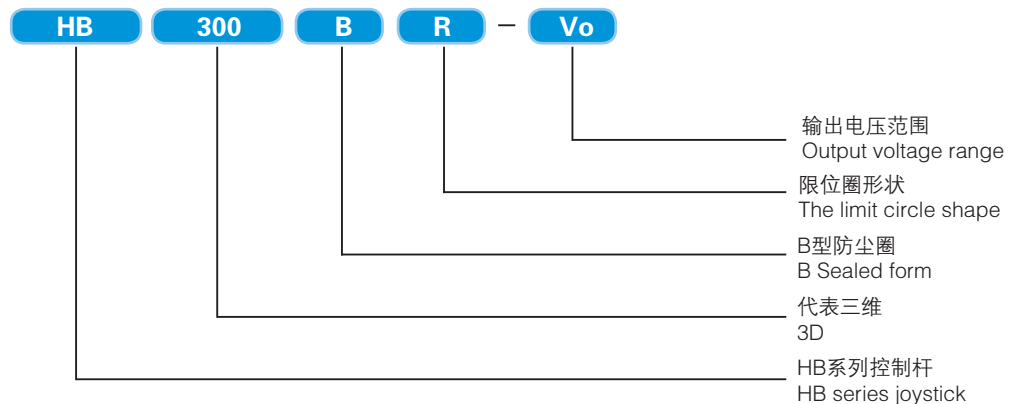 HB 300 B R - Vo
输出电压范围
Output voltage range
限位圈形状
The limit circle shape
B型防尘圈
B Sealed form
代表三维
3D
HB系列控制杆
HB series joystick